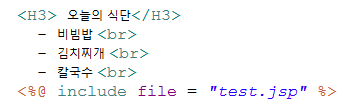 <H3> 오늘의 식단</H3>
- 비빔밥 <br>
- 김치찌개 <br>
- 칼국수 <br>
<%@ include file = "test.jsp" %>